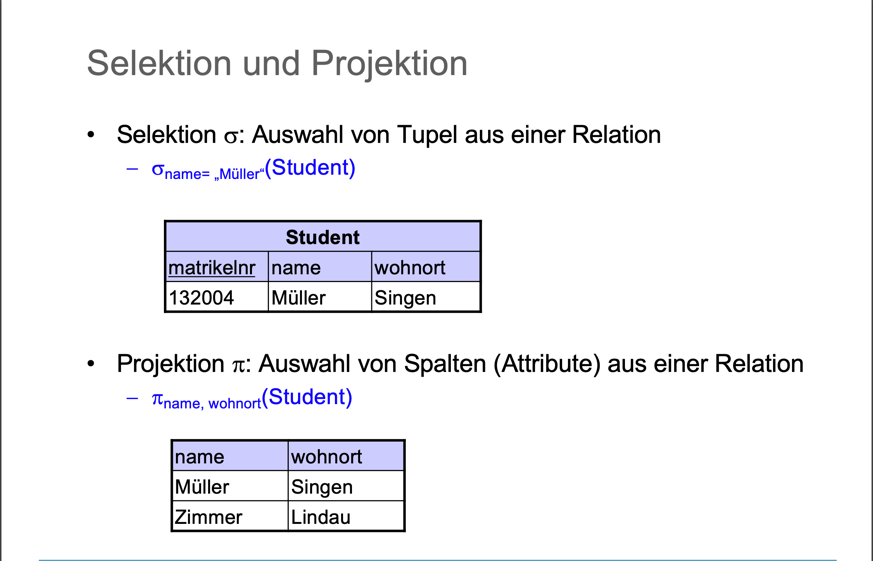 Selektion und Projektion
• Selektion σ: Auswahl von Tupel aus einer Relation
– σname= „Müller“(Student)
Student
matrikelnr name wohnort
132004 Müller Singen
• Projektion π: Auswahl von Spalten (Attribute) aus einer Relation
– πname, wohnort(Student)
name wohnort
Müller Singen
Zimmer Lindau